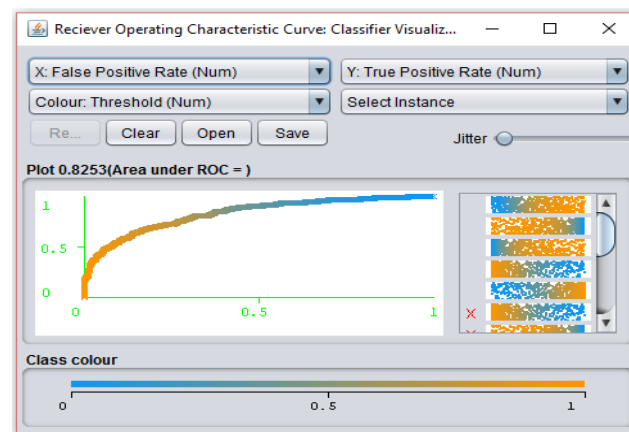 Reciever Operating Characteristic Curve: Classifier Visualiz...
X: False Positive Rate (Num) Y: True Positive Rate (Num)
Colour: Threshold (Num) Select Instance
Re... Clear Open Save Jitter
Plot 0.8253(Area under ROC = )
1
0.5
0
0 0.5 1
X
X
Class colour
0 0.5 1